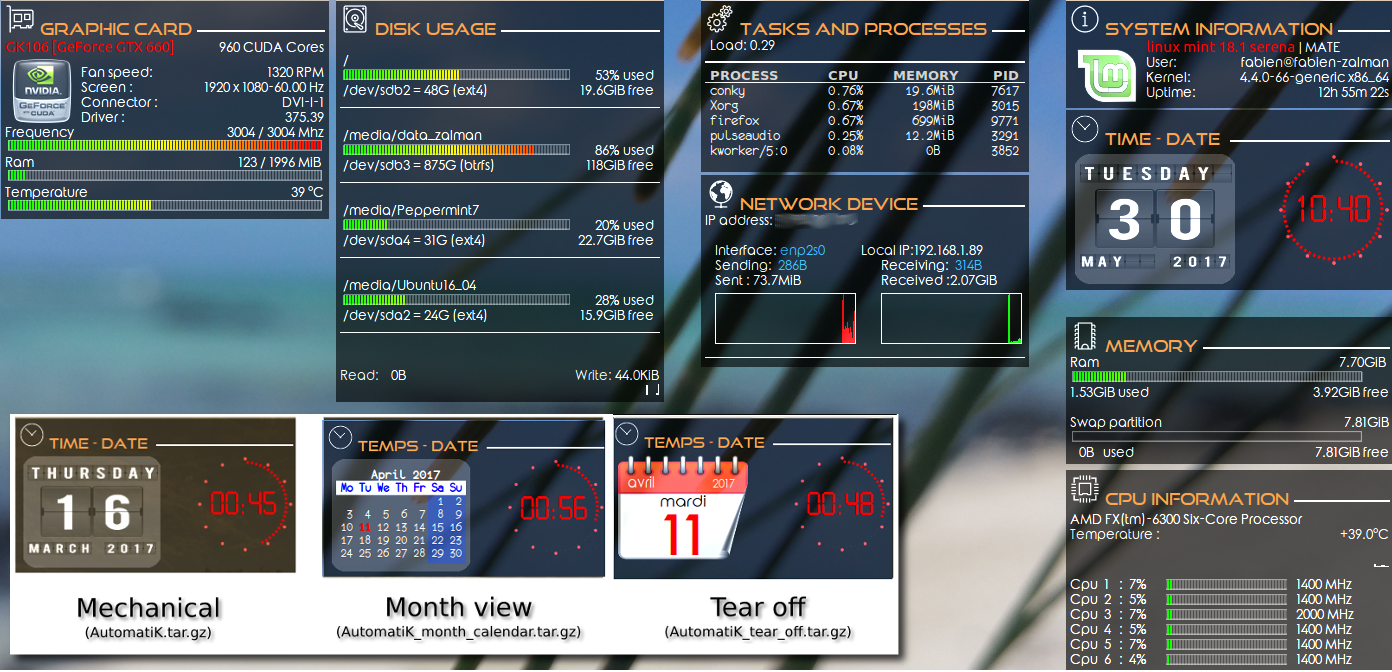 GRAPHIC CARD
GK106 [GeForce GTX 660] 960 CUDA Cores
NVIDIA.
GEFORCE
with CUDA
Fan speed: 1320 RPM
Screen : 1920 x 1080-60.00 Hz
Connector : DVI-I-1
Driver : 375.39
Frequency 3004 / 3004 Mhz
Ram 123 / 1996 MiB
Temperature 39 °C
DISK USAGE
/
53% used
/dev/sdb2 = 48G (ext4) 19.6GiB free
/media/data_zalman
86% used
/dev/sdb3 = 875G (btrfs) 118GiB free
/media/Peppermint7
20% used
/dev/sda4 = 31G (ext4) 22.7GiB free
/media/Ubuntu16_04
28% used
/dev/sda2 = 24G (ext4) 15.9GiB free
Read: 0B Write: 44.0KiB
TASKS AND PROCESSES
Load: 0.29
PROCESS CPU MEMORY PID
conky 0.76% 19.6MiB 7617
Xorg 0.67% 198MiB 3015
firefox 0.67% 699MiB 9771
pulseaudio 0.25% 12.2MiB 3291
kworker/5:0 0.08% 0B 3852
NETWORK DEVICE
IP address:
Interface: enp2s0 Local IP:192.168.1.89
Sending: 286B Receiving: 314B
Sent : 73.7MiB Received :2.07GiB
SYSTEM INFORMATION
linux mint 18.1 serena | MATE
User: fabien@fabien-zalman
Kernel: 4.4.0-66-generic x86_64
Uptime: 12h 55m 22s
TIME - DATE
TUESDAY
30
MAY 2017
10:40
MEMORY
Ram 7.70GiB
1.53GiB used 3.92GiB free
Swap partition 7.81GiB
0B used 7.81GiB free
CPU INFORMATION
AMD FX(tm)-6300 Six-Core Processor
Temperature : +39.0°C
Cpu 1 : 7% 1400 MHz
Cpu 2 : 5% 1400 MHz
Cpu 3 : 7% 2000 MHz
Cpu 4 : 5% 1400 MHz
Cpu 5 : 7% 1400 MHz
Cpu 6 : 4% 1400 MHz
TIME - DATE
THURSDAY
16
MARCH 2017
00:45
Mechanical
(AutomatiK.tar.gz)
TEMPS - DATE
April 2017
Mo Tu We Th Fr Sa Su
1 2
3 4 5 6 7 8 9
10 11 12 13 14 15 16
17 18 19 20 21 22 23
24 25 26 27 28 29 30
00:56
Month view
(AutomatiK_month_calendar.tar.gz)
TEMPS - DATE
avril 2017
mardi
11
00:48
Tear off
(AutomatiK_tear_off.tar.gz)